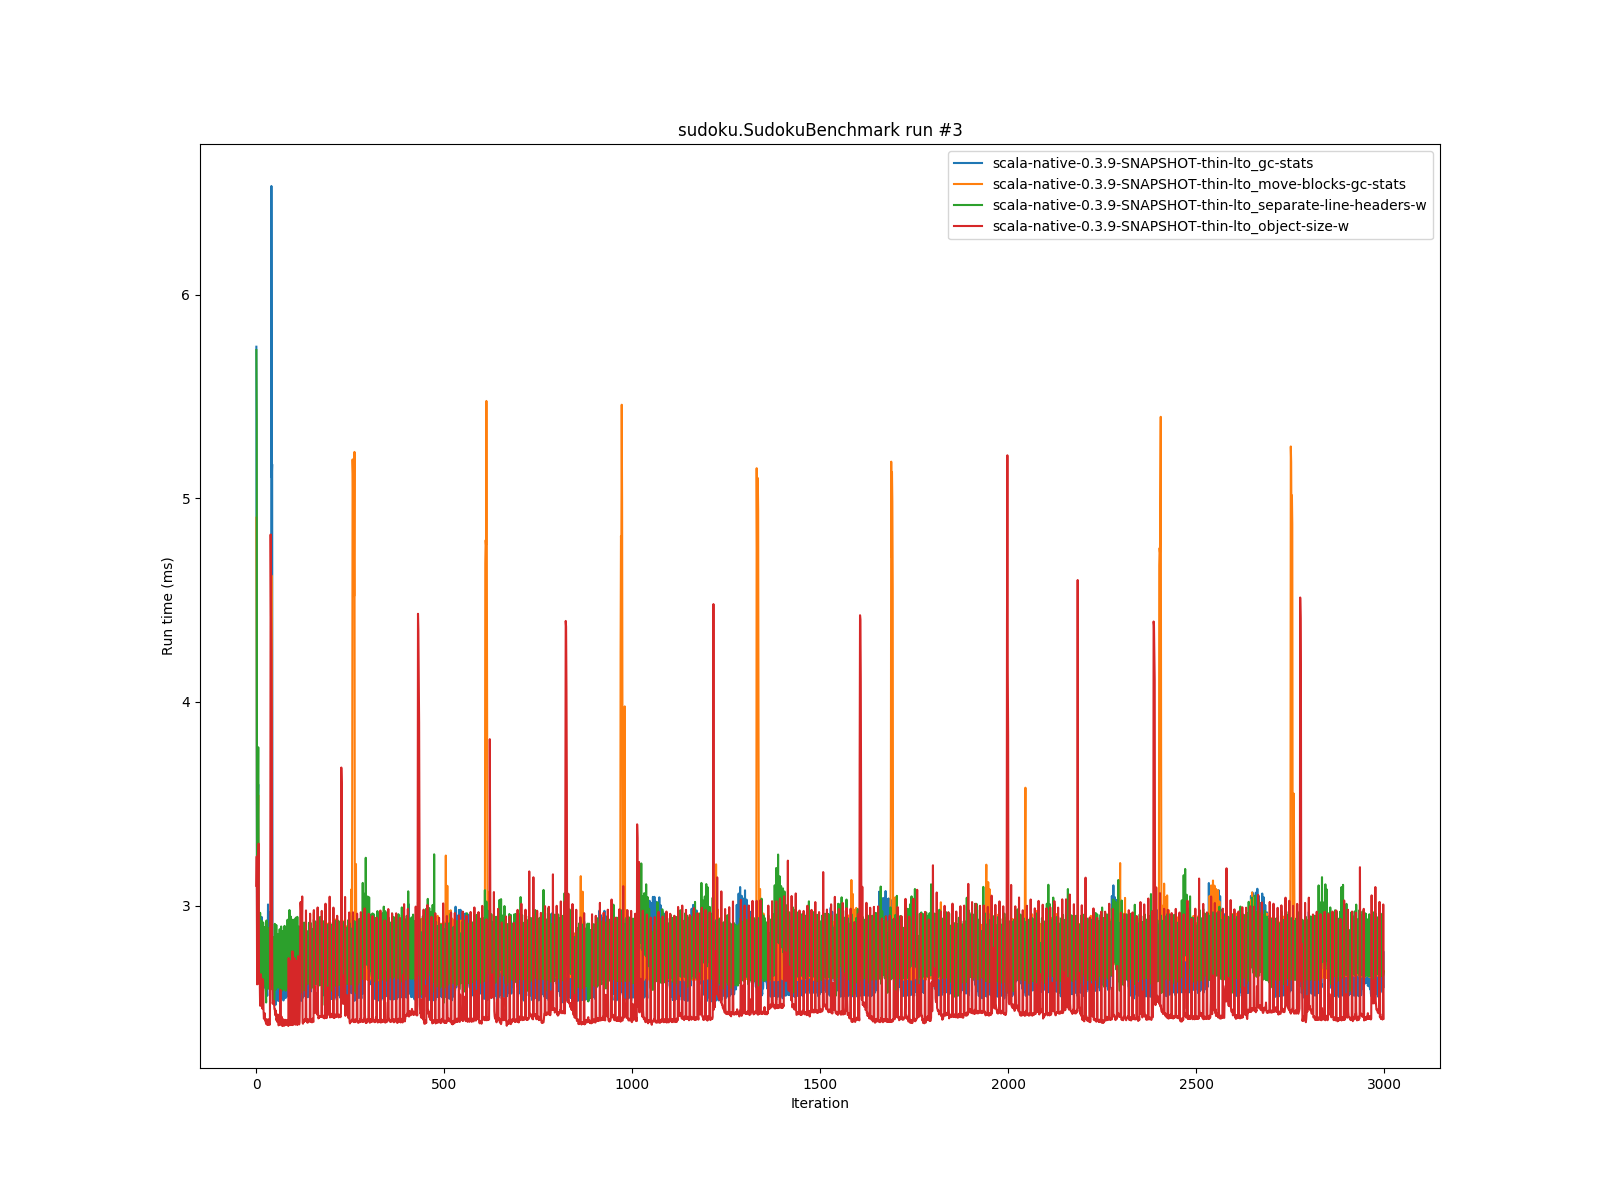 sudoku.SudokuBenchmark run #3
scala-native-0.3.9-SNAPSHOT-thin-lto_gc-stats
scala-native-0.3.9-SNAPSHOT-thin-lto_move-blocks-gc-stats
scala-native-0.3.9-SNAPSHOT-thin-lto_separate-line-headers-w
scala-native-0.3.9-SNAPSHOT-thin-lto_object-size-w
6
5
4
3
Run time (ms)
0 500 1000 1500 2000 2500 3000
Iteration